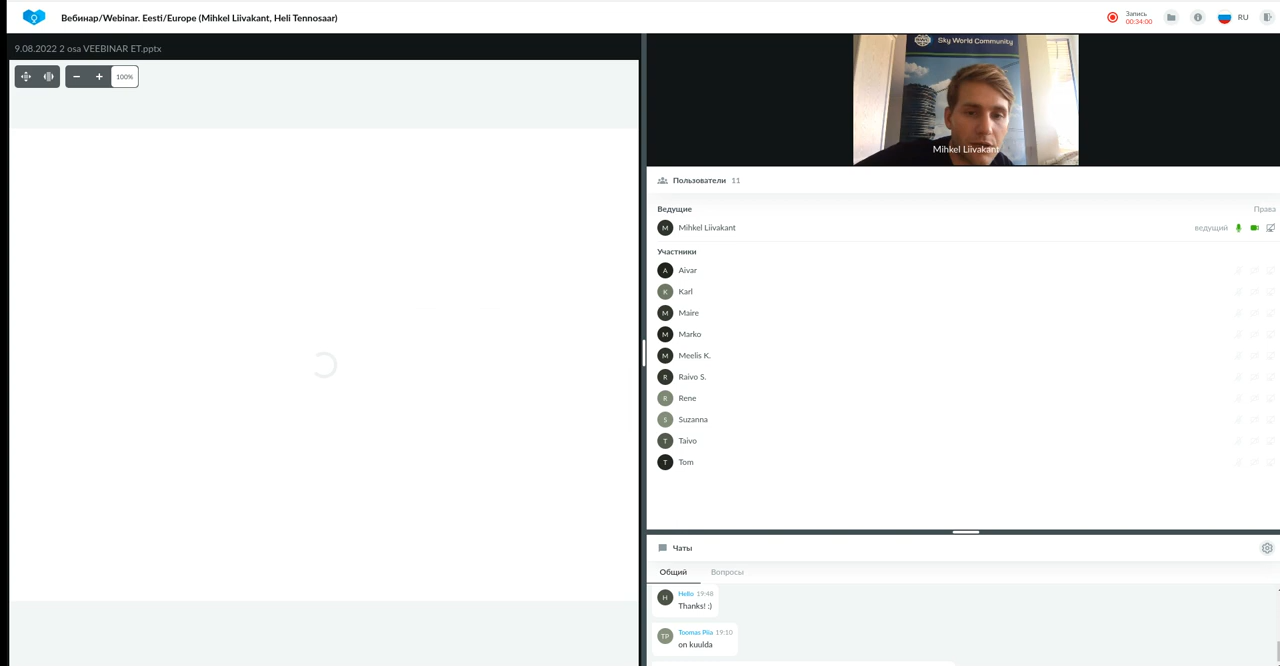 Вебинар/Webinar. Eesti/Europe (Mihkel Liivakant, Heli Tennosaar)
Запись
00:34:00
RU
9.08.2022 2 osa VEEBINAR ET.pptx
100%
Sky World Community
Mihkel Liivakant
Пользователи 11
Ведущие Права
M Mihkel Liivakant ведущий
Участники
A Aivar
K Karl
M Maire
M Marko
M Meelis K.
R Raivo S.
R Rene
S Suzanna
T Taivo
T Tom
Чаты
Общий Вопросы
H Hello 19:48
Thanks! :)
TP Toomas Piia 19:10
on kuulda